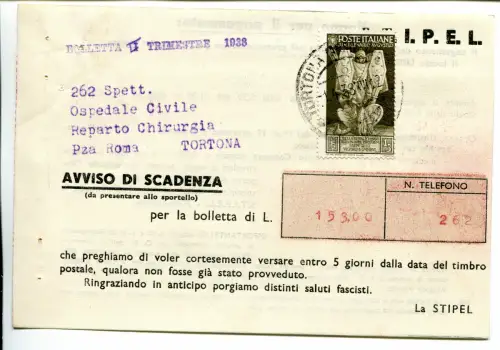 S. T. I. P. E. L.
BOLLETTA II TRIMESTRE 1938
POSTE ITALIANE
262 Spett.
Ospedale Civile
Reparto Chirurgia
Pza Roma TORTONA
TORTONA
AVVISO DI SCADENZA
(da presentare allo sportello)
N. TELEFONO
per la bolletta di L. 153,00 262
che preghiamo di voler cortesemente versare entro 5 giorni dalla data del timbro
postale, qualora non fosse già stato provveduto.
Ringraziando in anticipo porgiamo distinti saluti fascisti.
La STIPEL